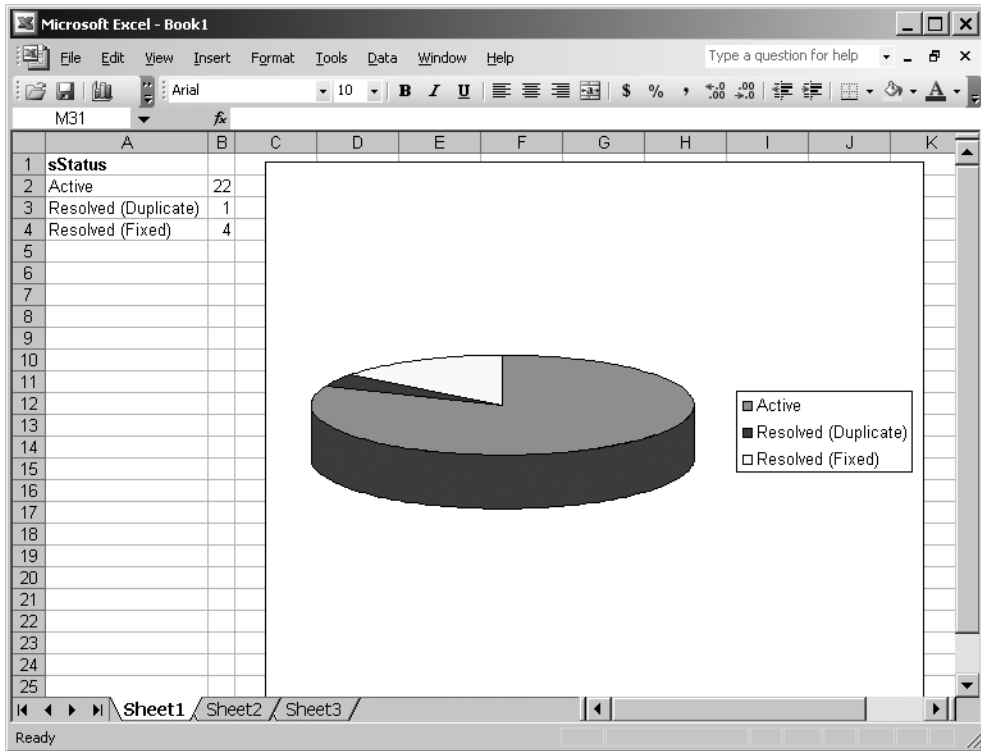 Microsoft Excel - Book1
File Edit View Insert Format Tools Data Window Help
Type a question for help
Arial 10 B I U $ % ,
M31 fx
A B C D E F G H I J K
1 sStatus
2 Active 22
3 Resolved (Duplicate) 1
4 Resolved (Fixed) 4
5
6
7
8
9
10
11
12
13
14
15
16
17
18
19
20
21
22
23
24
25
Active
Resolved (Duplicate)
Resolved (Fixed)
Sheet1 Sheet2 Sheet3
Ready